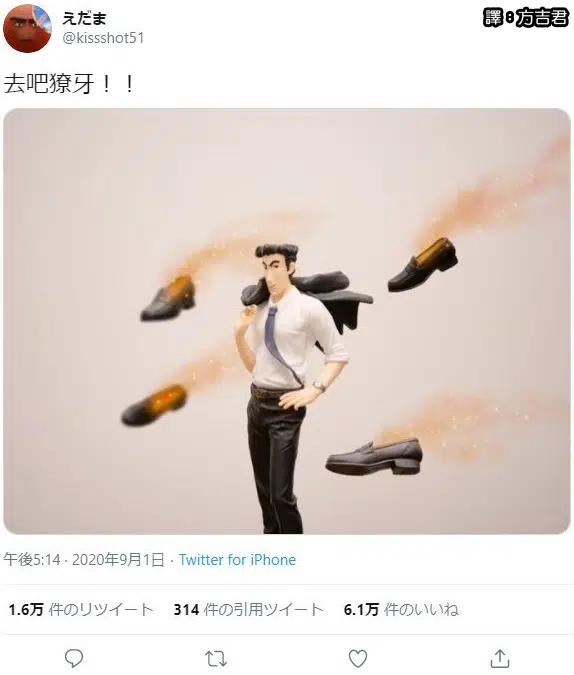 えだま
@kissshot51
譯:方吉君
去吧獠牙！！
午後5:14 · 2020年9月1日 · Twitter for iPhone
1.6万 件のリツイート 314 件の引用ツイート 6.1万 件のいいね